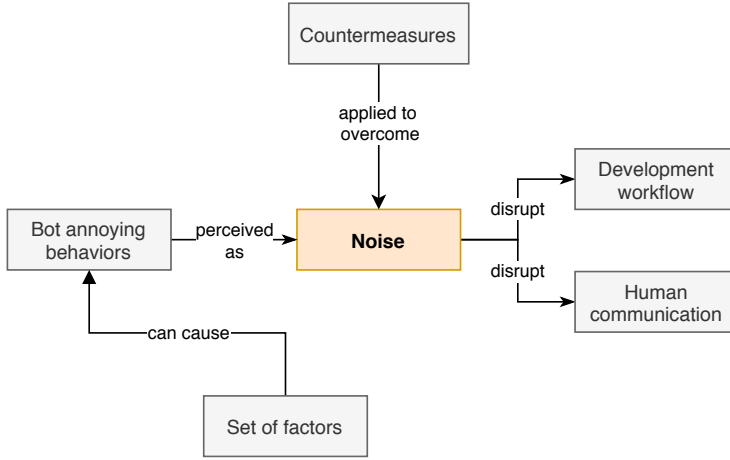 Countermeasures
applied to
overcome
Development
workflow
disrupt
Bot annoying
behaviors
perceived
as
Noise
disrupt
Human
communication
can cause
Set of factors